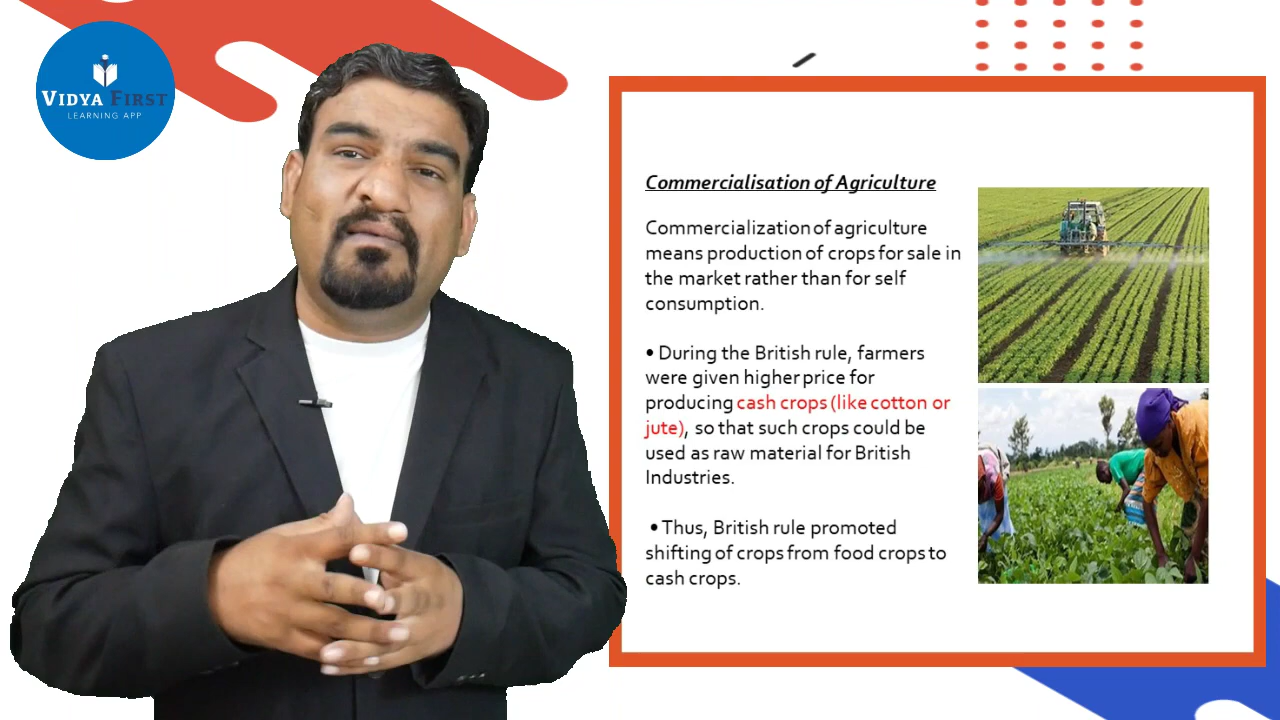 VIDYA FIRST
LEARNING APP
Commercialisation of Agriculture
Commercialization of agriculture
means production of crops for sale in
the market rather than for self
consumption.
• During the British rule, farmers
were given higher price for
producing cash crops (like cotton or
jute), so that such crops could be
used as raw material for British
Industries.
• Thus, British rule promoted
shifting of crops from food crops to
cash crops.